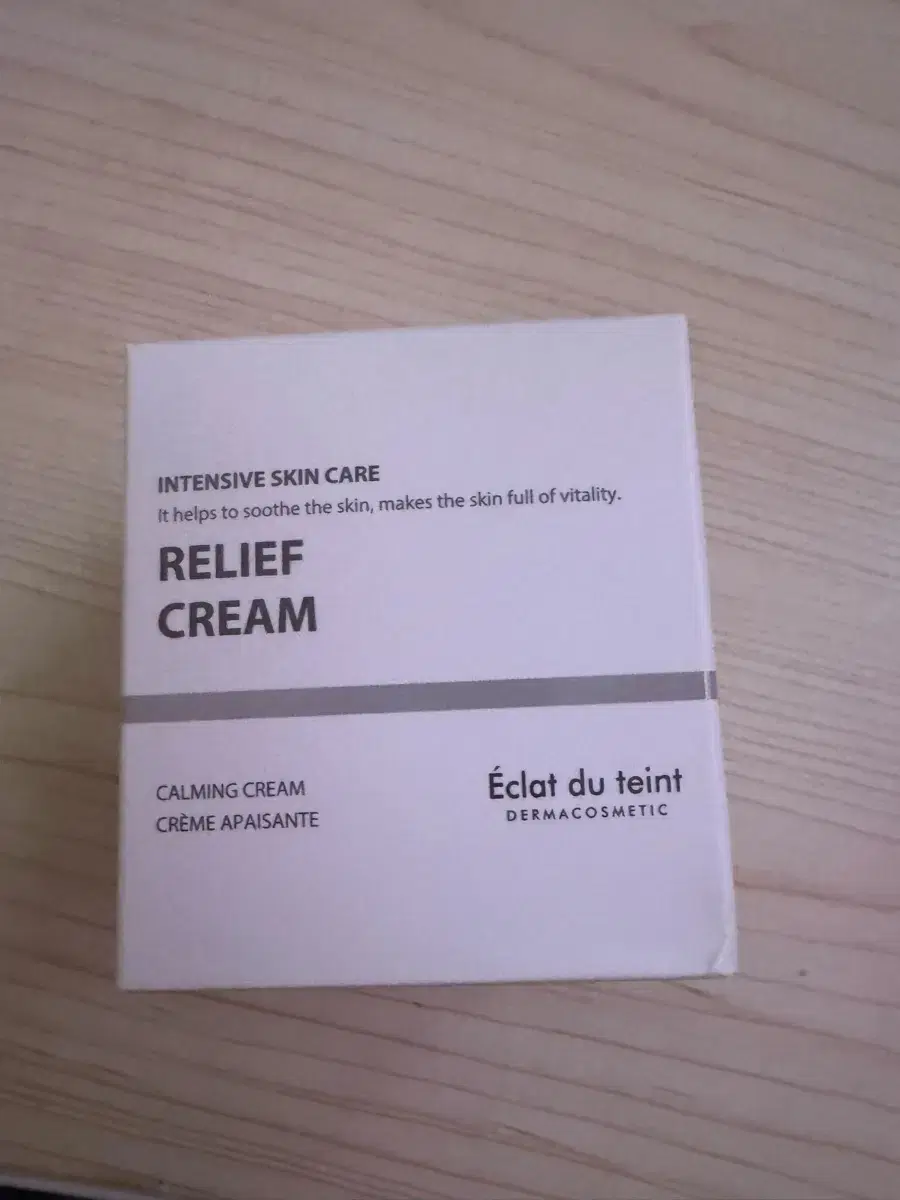 INTENSIVE SKIN CARE
It helps to soothe the skin, makes the skin full of vitality.
RELIEF
CREAM
CALMING CREAM
CRÈME APAISANTE
Éclat du teint
DERMACOSMETIC